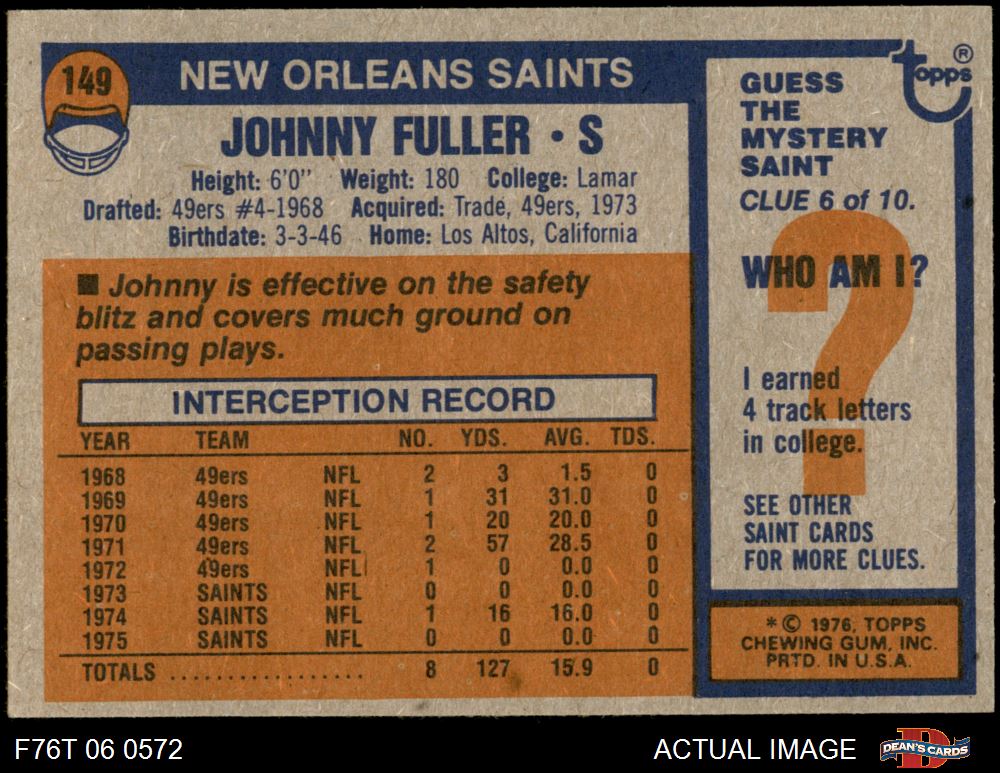 149
NEW ORLEANS SAINTS
JOHNNY FULLER • S
Height: 6'0" Weight: 180 College: Lamar
Drafted: 49ers #4-1968 Acquired: Trade, 49ers, 1973
Birthdate: 3-3-46 Home: Los Altos, California
■ Johnny is effective on the safety
blitz and covers much ground on
passing plays.
INTERCEPTION RECORD
YEAR TEAM NO. YDS. AVG. TDS.
1968 49ers NFL 2 3 1.5 0
1969 49ers NFL 1 31 31.0 0
1970 49ers NFL 1 20 20.0 0
1971 49ers NFL 2 57 28.5 0
1972 49ers NFL 1 0 0.0 0
1973 SAINTS NFL 0 0 0.0 0
1974 SAINTS NFL 1 16 16.0 0
1975 SAINTS NFL 0 0 0.0 0
TOTALS .................. 8 127 15.9 0
topps ®
GUESS
THE
MYSTERY
SAINT
CLUE 6 of 10.
?
WHO AM I?
I earned
4 track letters
in college.
SEE OTHER
SAINT CARDS
FOR MORE CLUES.
* © 1976, TOPPS
CHEWING GUM, INC.
PRTD. IN U.S.A.
F76T 06 0572
ACTUAL IMAGE
D
DEAN'S CARDS